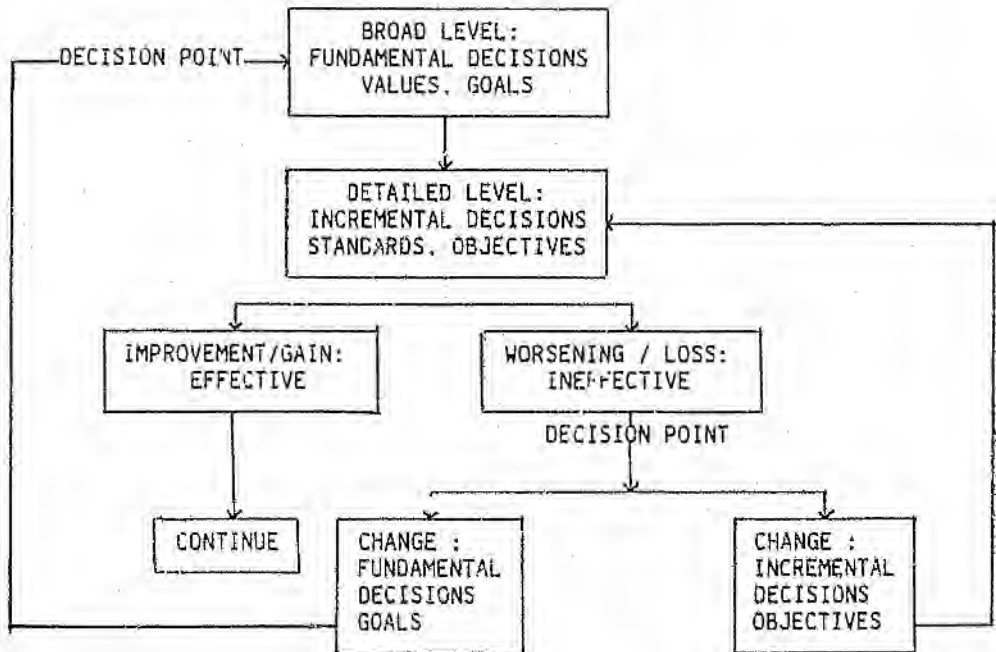 BROAD LEVEL:
FUNDAMENTAL DECISIONS
VALUES. GOALS
DECISION POINT
DETAILED LEVEL:
INCREMENTAL DECISIONS
STANDARDS. OBJECTIVES
IMPROVEMENT/GAIN:
EFFECTIVE
WORSENING / LOSS:
INEFFECTIVE
DECISION POINT
CONTINUE
CHANGE :
FUNDAMENTAL
DECISIONS
GOALS
CHANGE :
INCREMENTAL
DECISIONS
OBJECTIVES